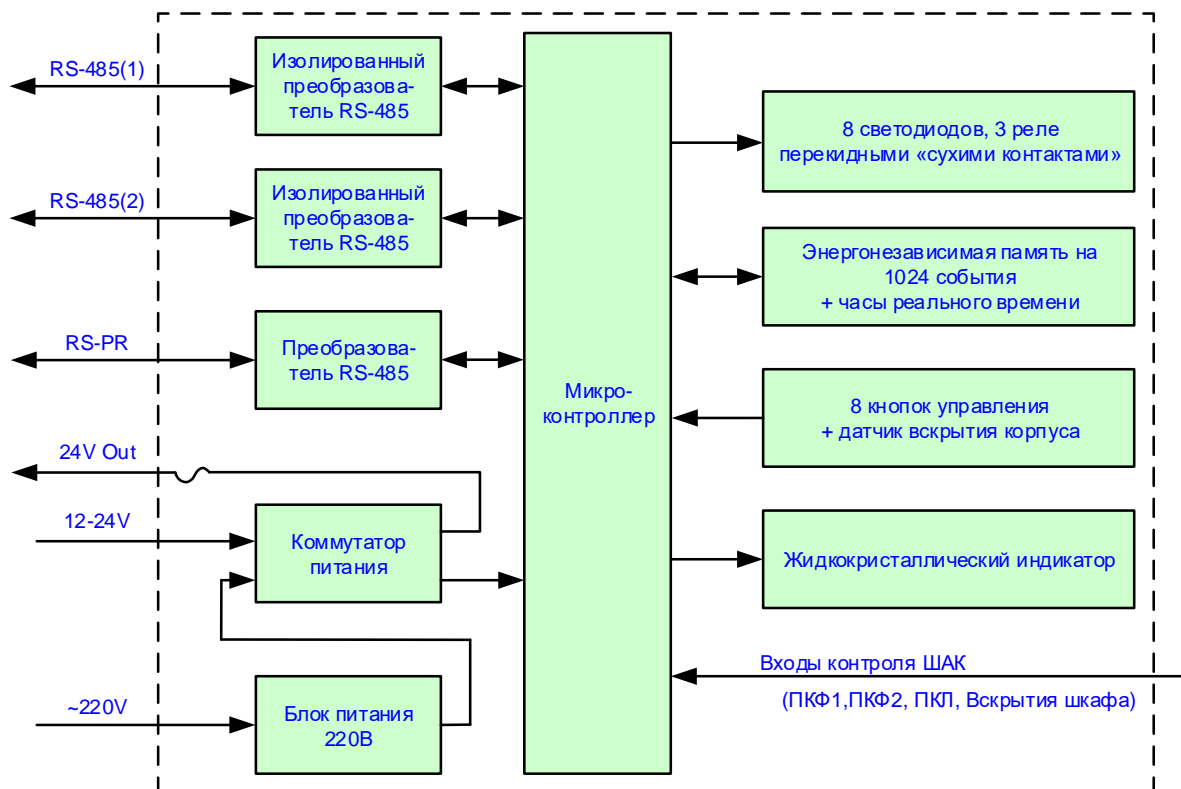 RS-485(1)
Изолированный
преобразова-
тель RS-485
RS-485(2)
Изолированный
преобразова-
тель RS-485
RS-PR
Преобразова-
тель RS-485
24V Out
12-24V
Коммутатор
питания
~220V
Блок питания
220В
Микро-
контроллер
8 светодиодов, 3 реле
перекидными «сухими контактами»
Энергонезависимая память на
1024 события
+ часы реального времени
8 кнопок управления
+ датчик вскрытия корпуса
Жидкокристаллический индикатор
Входы контроля ШАК
(ПКФ1,ПКФ2, ПКЛ, Вскрытия шкафа)